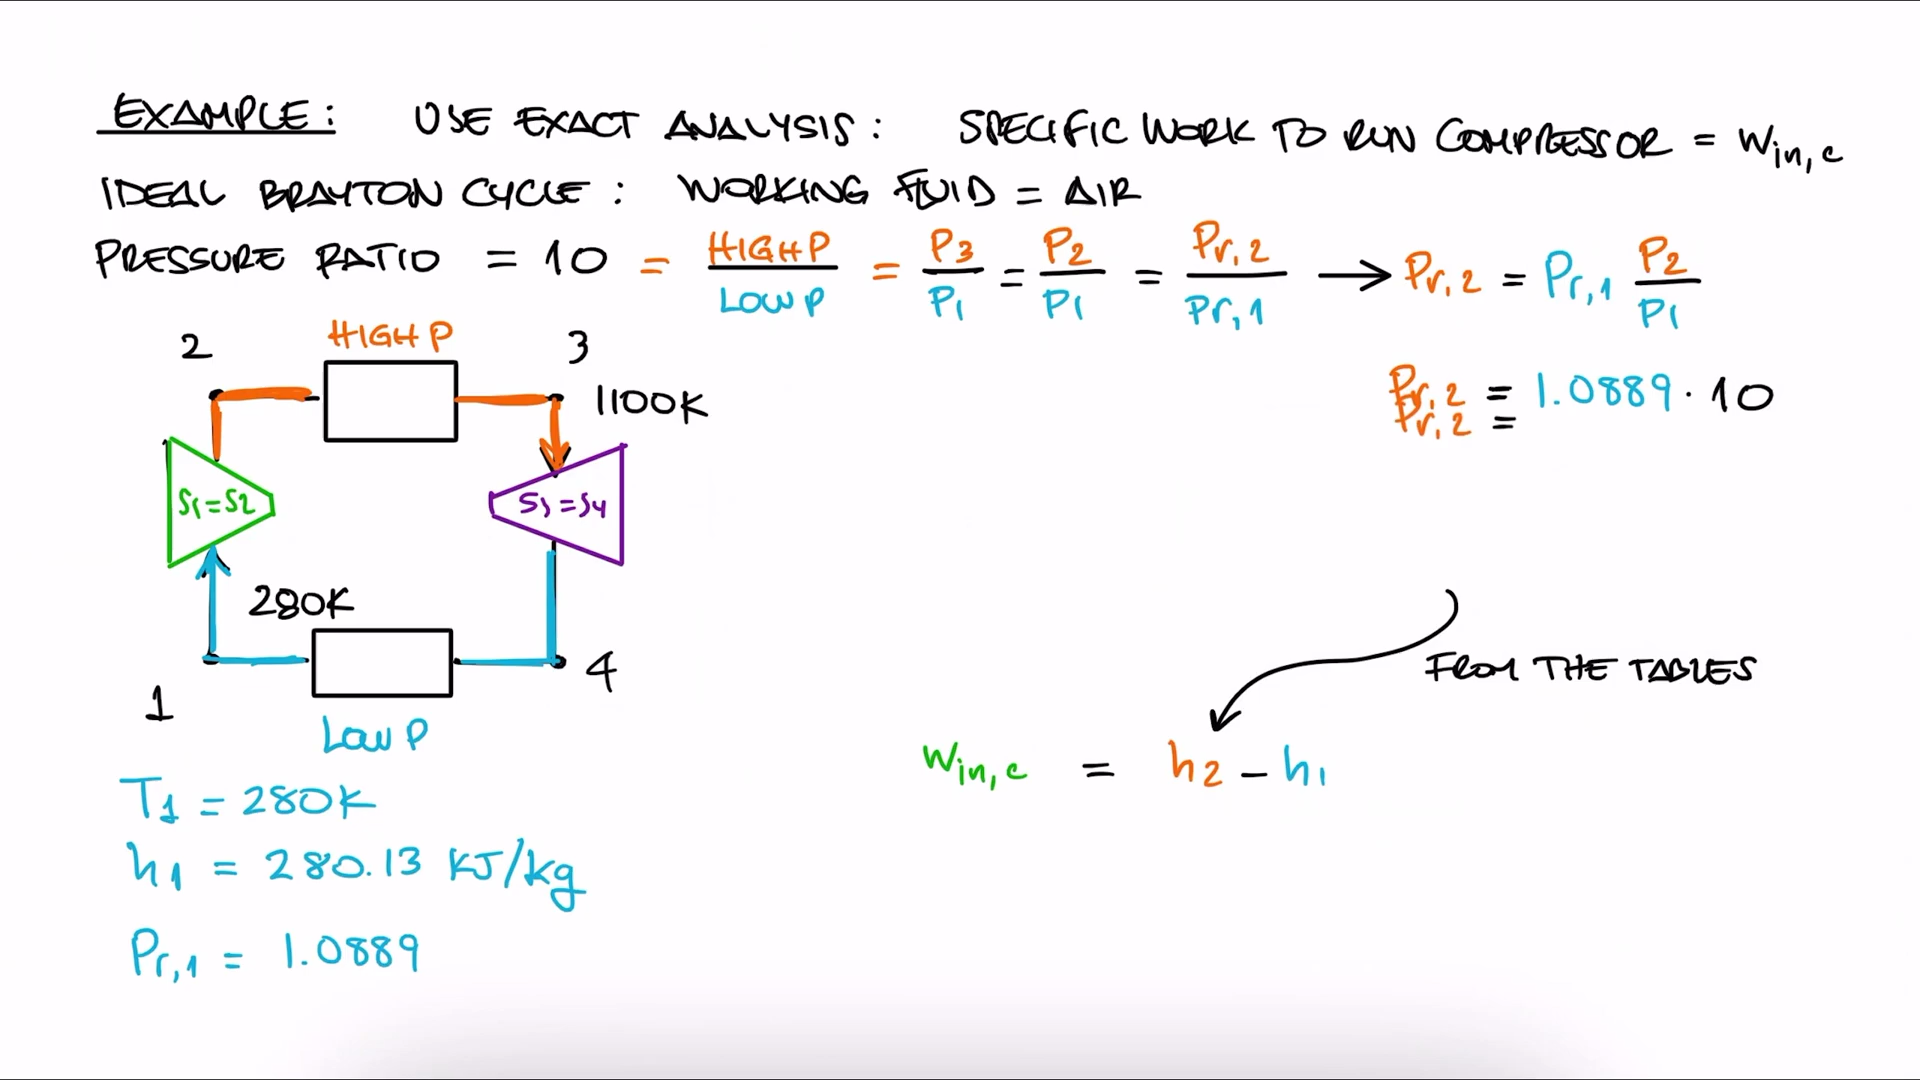 EXAMPLE: USE EXACT ANALYSIS: SPECIFIC WORK TO RUN COMPRESSOR = Win,c
IDEAL BRAYTON CYCLE: WORKING FLUID = AIR
PRESSURE RATIO = 10 = HIGH P / LOW P = P3 / P1 = P2 / P1 = Pr,2 / Pr,1 → Pr,2 = Pr,1 P2 / P1
Pr,2 = 1.0889 · 10
Pr,2 =
2 HIGH P 3
1100K
S1=S2 S3=S4
280K
1 4
LOW P
FROM THE TABLES
Win,c = h2 - h1
T1 = 280K
h1 = 280.13 KJ/kg
Pr,1 = 1.0889